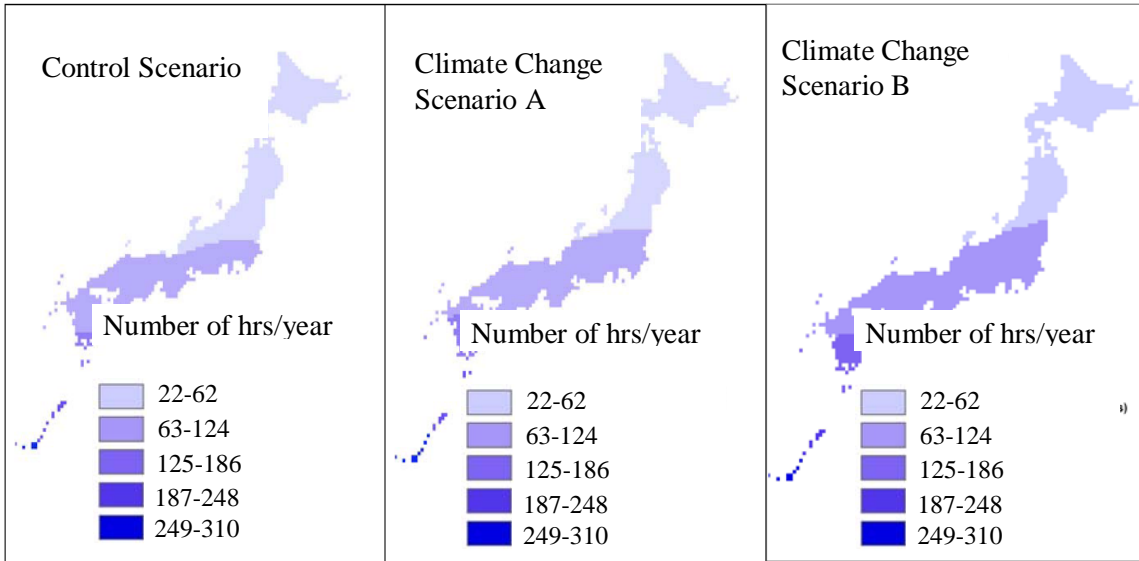 Control Scenario
Number of hrs/year
22-62
63-124
125-186
187-248
249-310
Climate Change
Scenario A
Number of hrs/year
22-62
63-124
125-186
187-248
249-310
Climate Change
Scenario B
Number of hrs/year
22-62
63-124
125-186
187-248
249-310